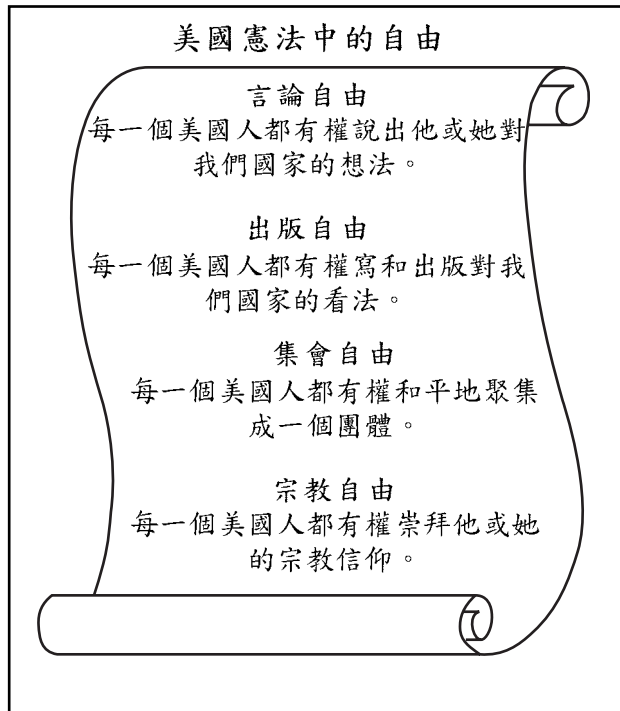 美國憲法中的自由
言論自由
每一個美國人都有權說出他或她對
我們國家的想法。
出版自由
每一個美國人都有權寫和出版對我
們國家的看法。
集會自由
每一個美國人都有權和平地聚集
成一個團體。
宗教自由
每一個美國人都有權崇拜他或她
的宗教信仰。